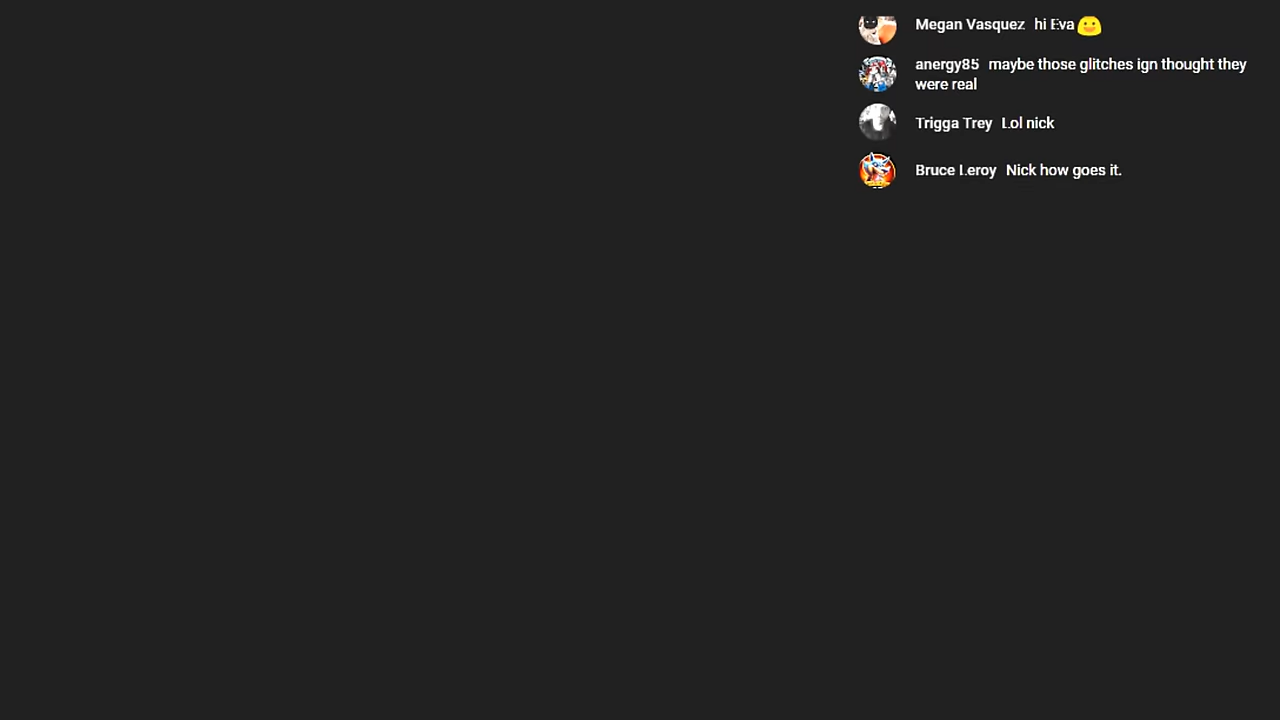 Megan Vasquez hi Eva
anergy85 maybe those glitches ign thought they
were real
Trigga Trey Lol nick
Bruce Leroy Nick how goes it.